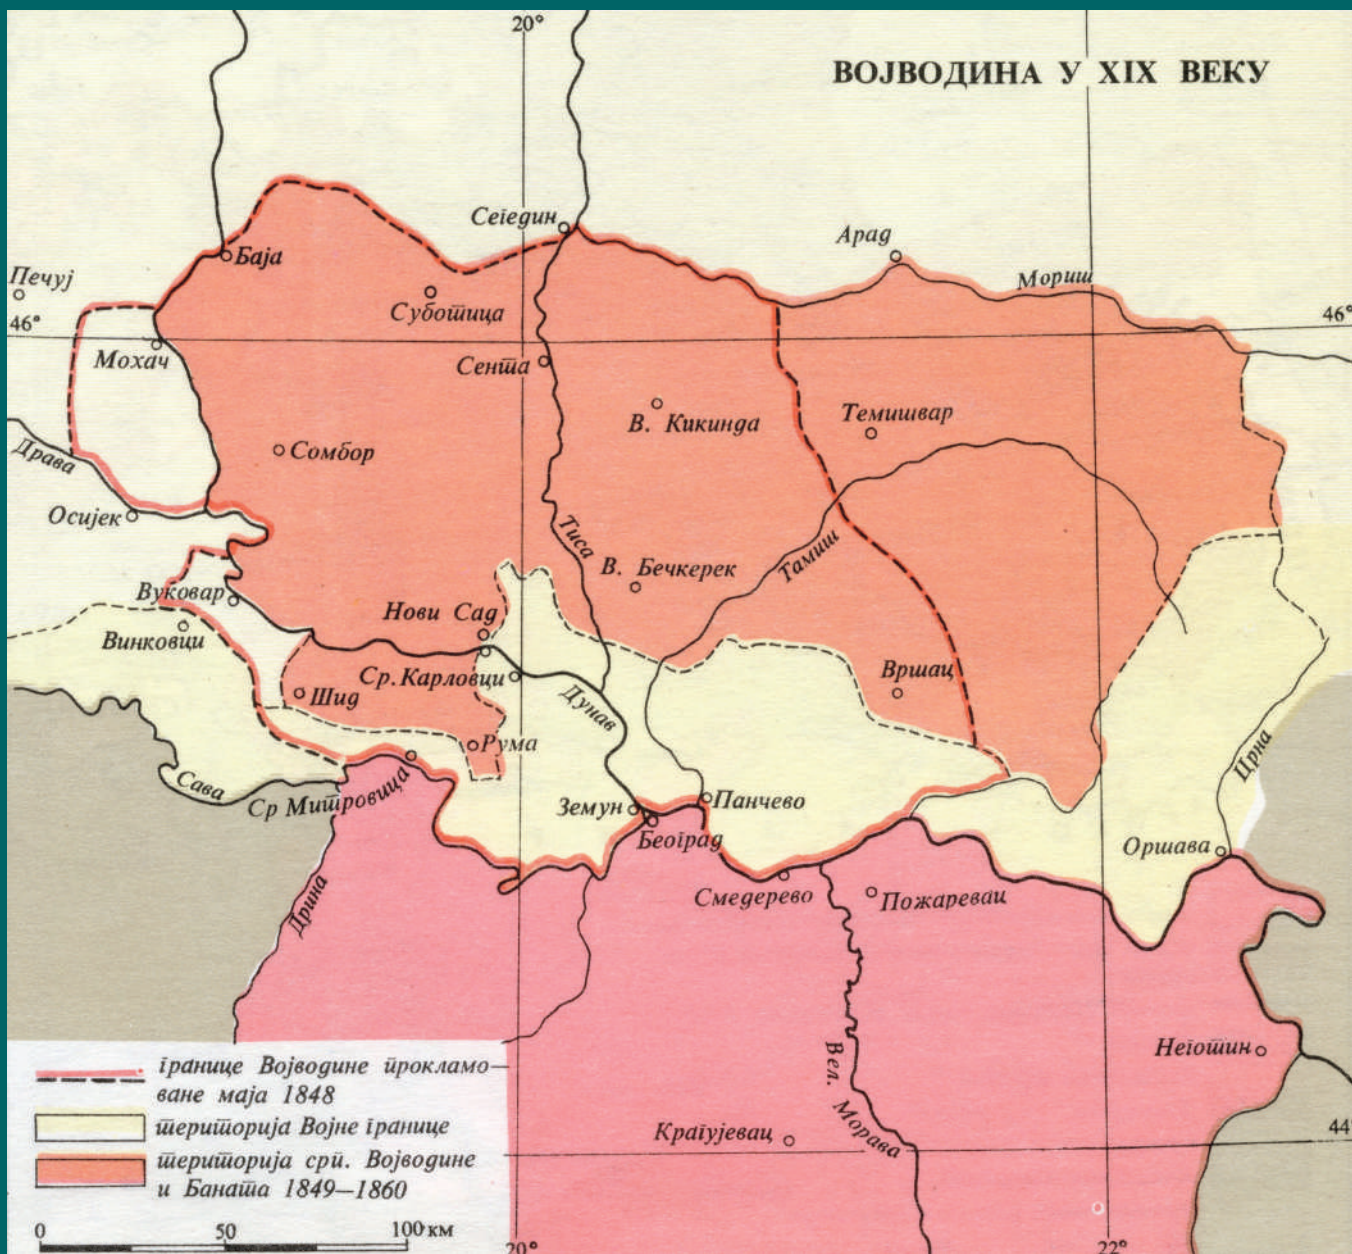 20°
ВОЈВОДИНА У XIX ВЕКУ
Сегедин
Арад
Баја
Мориш
Печуј
Суботица
46°
46°
Мохач
Сента
В. Кикинда
Темишвар
Сомбор
Драва
Осијек
Тиса
Тамиш
В. Бечкерек
Вуковар
Нови Сад
Винковци
Ср. Карловци
Вршац
Шид
Дунав
Рума
Црна
Сава
Ср Митровица
Земун
Панчево
Београд
Оршава
Смедерево
Пожаревац
Дрина
Неготин
Вел. Морава
Крагујевац
44°
границе Војводине прокламо—
ване маја 1848
територија Војне границе
територија срп. Војводине
и Баната 1849—1860
0 50 100 км
20°
22°